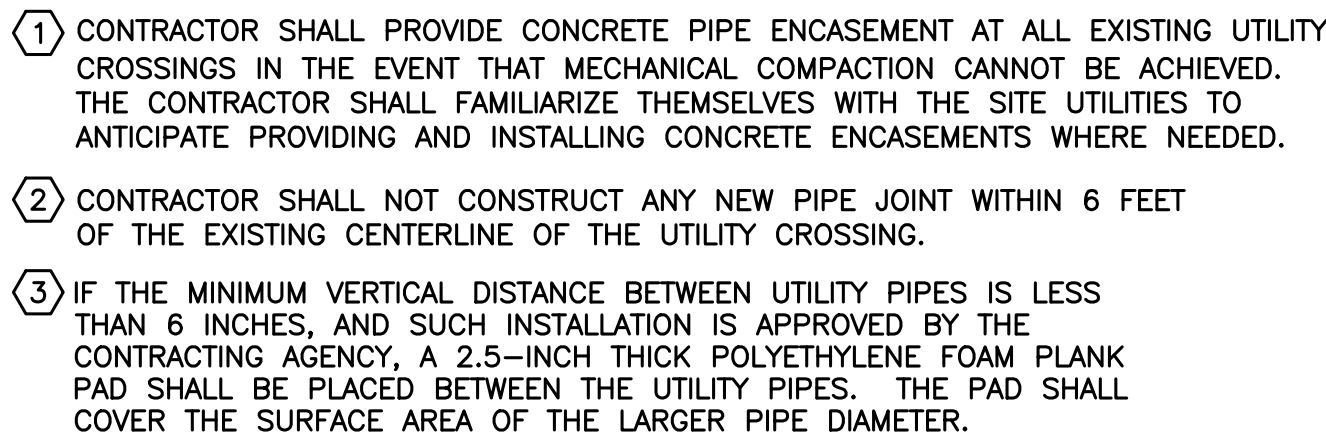 1 CONTRACTOR SHALL PROVIDE CONCRETE PIPE ENCASEMENT AT ALL EXISTING UTILITY
CROSSINGS IN THE EVENT THAT MECHANICAL COMPACTION CANNOT BE ACHIEVED.
THE CONTRACTOR SHALL FAMILIARIZE THEMSELVES WITH THE SITE UTILITIES TO
ANTICIPATE PROVIDING AND INSTALLING CONCRETE ENCASEMENTS WHERE NEEDED.
2 CONTRACTOR SHALL NOT CONSTRUCT ANY NEW PIPE JOINT WITHIN 6 FEET
OF THE EXISTING CENTERLINE OF THE UTILITY CROSSING.
3 IF THE MINIMUM VERTICAL DISTANCE BETWEEN UTILITY PIPES IS LESS
THAN 6 INCHES, AND SUCH INSTALLATION IS APPROVED BY THE
CONTRACTING AGENCY, A 2.5-INCH THICK POLYETHYLENE FOAM PLANK
PAD SHALL BE PLACED BETWEEN THE UTILITY PIPES. THE PAD SHALL
COVER THE SURFACE AREA OF THE LARGER PIPE DIAMETER.